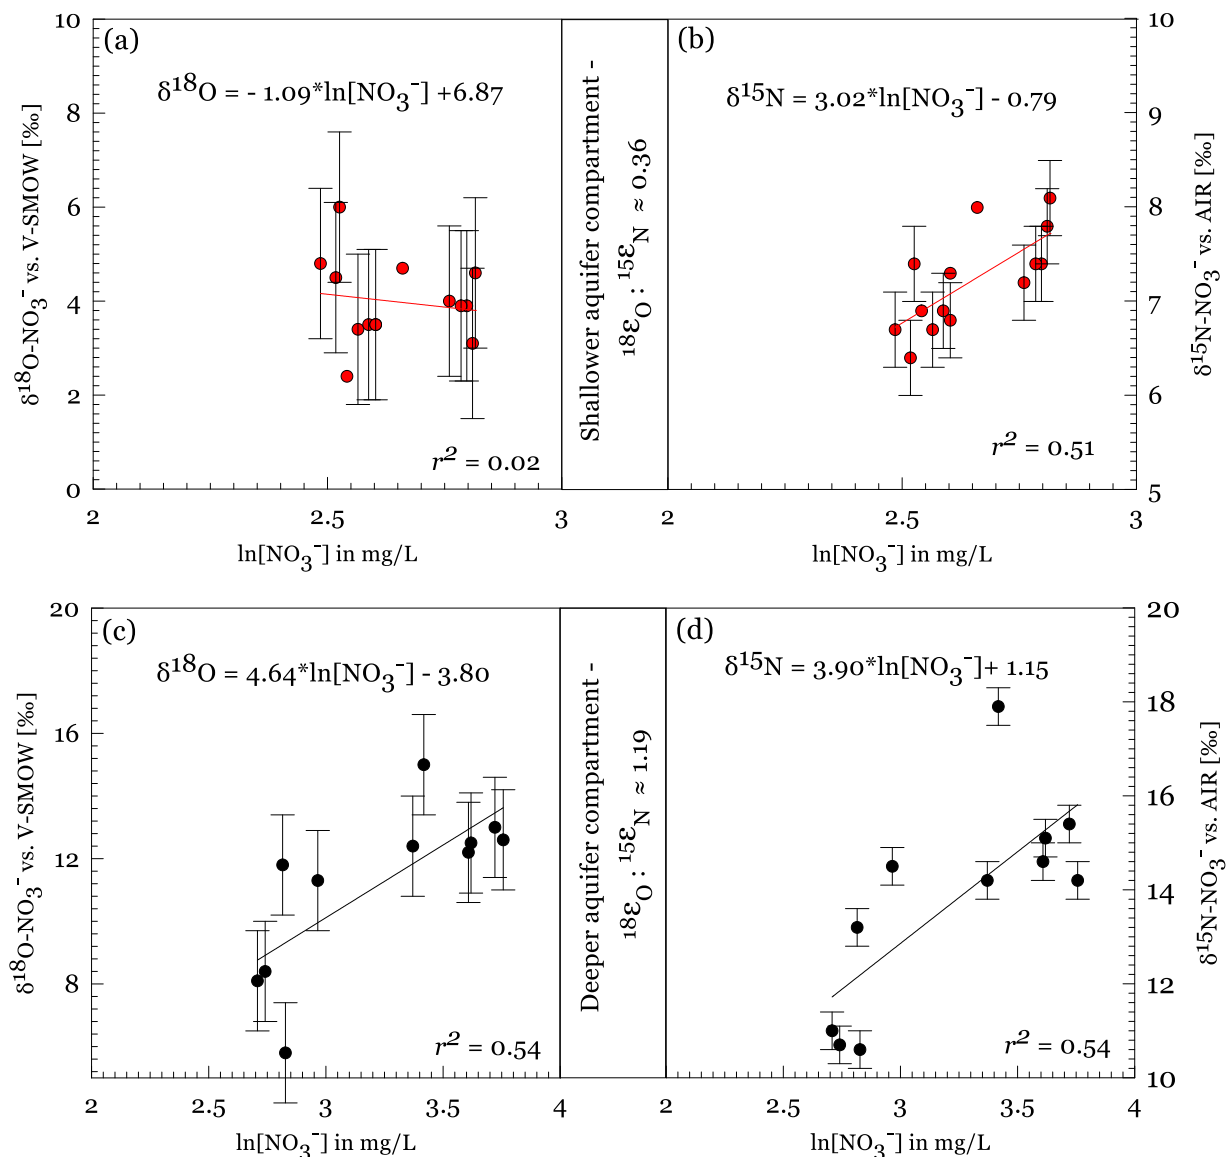 (a)
δ¹⁸O = - 1.09*ln[NO₃⁻] +6.87
r² = 0.02
10
8
6
4
2
0
δ¹⁸O-NO₃⁻ vs. V-SMOW [‰]
2
2.5
3
ln[NO₃⁻] in mg/L
Shallower aquifer compartment -
¹⁸ε_O : ¹⁵ε_N ≈ 0.36
(b)
δ¹⁵N = 3.02*ln[NO₃⁻] - 0.79
r² = 0.51
10
9
8
7
6
5
δ¹⁵N-NO₃⁻ vs. AIR [‰]
2
2.5
3
ln[NO₃⁻] in mg/L
(c)
δ¹⁸O = 4.64*ln[NO₃⁻] - 3.80
r² = 0.54
20
16
12
8
δ¹⁸O-NO₃⁻ vs. V-SMOW [‰]
2
2.5
3
3.5
4
ln[NO₃⁻] in mg/L
Deeper aquifer compartment -
¹⁸ε_O : ¹⁵ε_N ≈ 1.19
(d)
δ¹⁵N = 3.90*ln[NO₃⁻]+ 1.15
r² = 0.54
20
18
16
14
12
10
δ¹⁵N-NO₃⁻ vs. AIR [‰]
2
2.5
3
3.5
4
ln[NO₃⁻] in mg/L